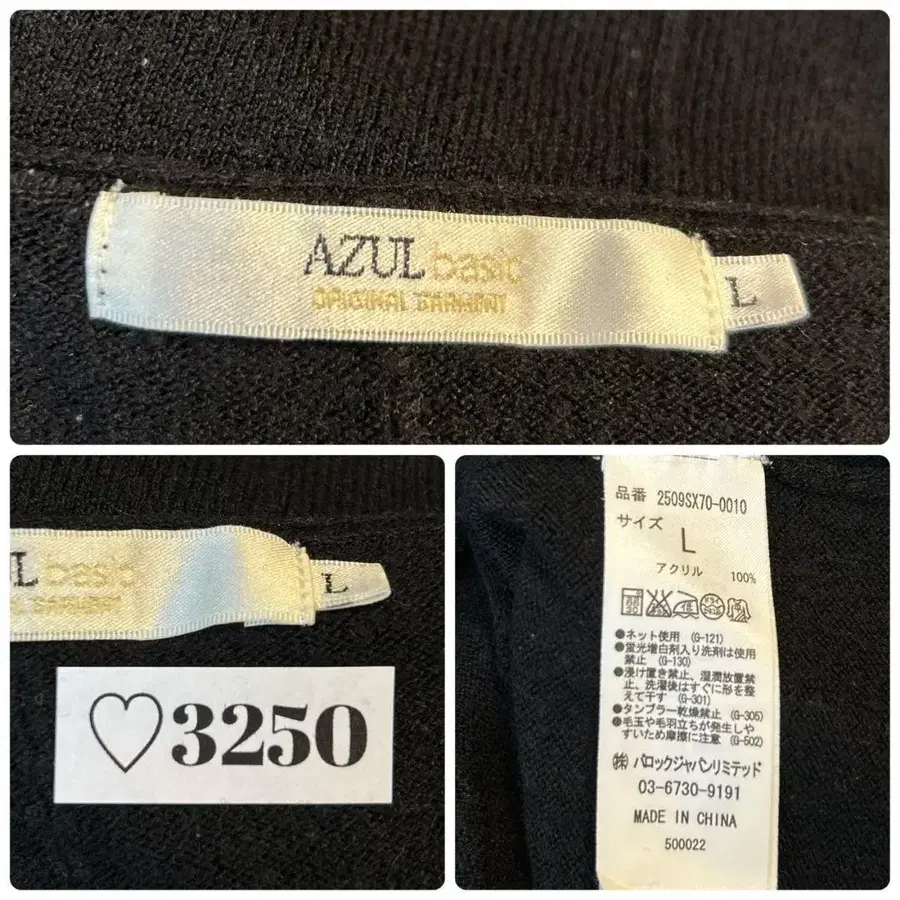 AZUL basic
ORIGINAL GARMENT
L
L basic
GARMENT
L
♡3250
品番 2509SX70-0010
サイズ
L
アクリル 100%
●ネット使用 (G-121)
●蛍光増白剤入り洗剤は使用
禁止 (G-130)
●浸け置き禁止、湿潤放置禁
止、洗濯後はすぐに形を整
えて干す (G-301)
●タンブラー乾燥禁止 (G-305)
●毛玉や毛羽立ちが発生しや
すいため摩擦に注意 (G-502)
㈱ バロックジャパンリミテッド
03-6730-9191
MADE IN CHINA
500022